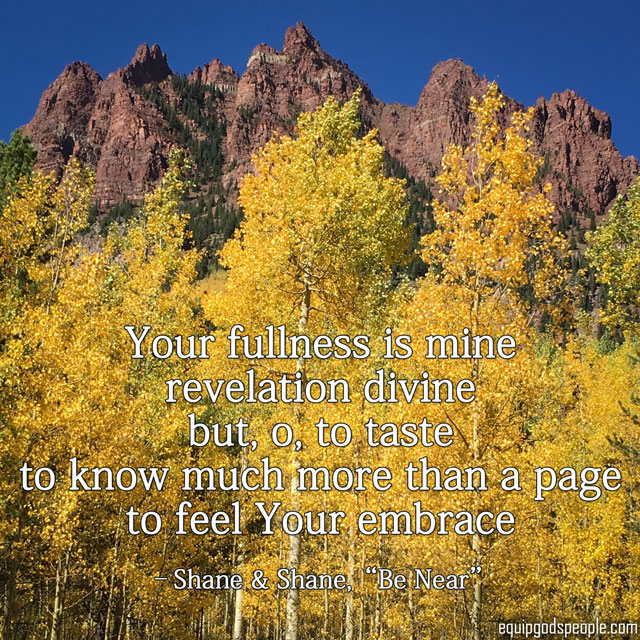 Your fullness is mine
revelation divine
but, o, to taste
to know much more than a page
to feel Your embrace
– Shane & Shane, “Be Near”
equipgodspeople.com